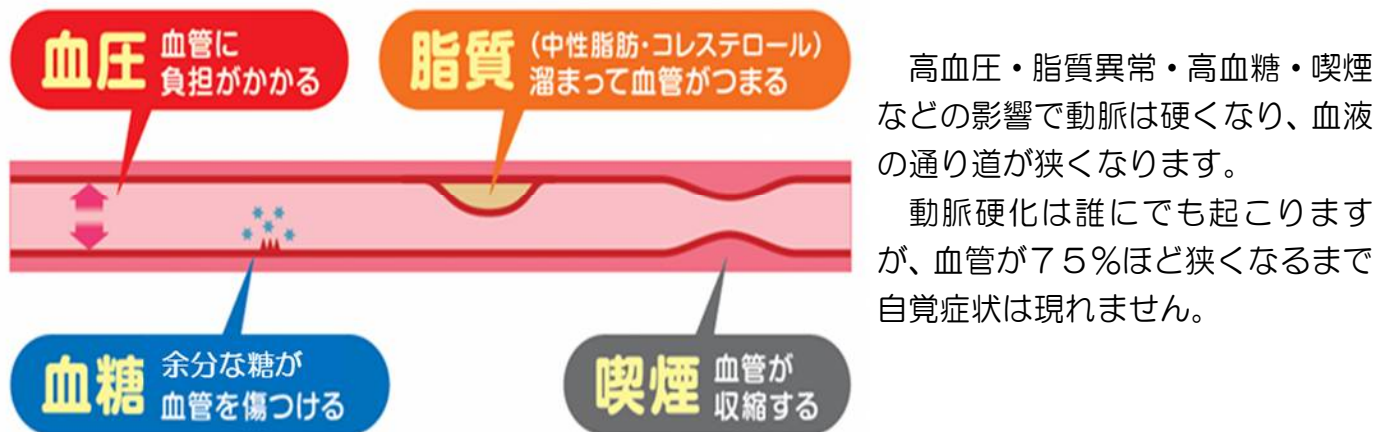 血圧 血管に
負担がかかる
脂質 (中性脂肪・コレステロール)
溜まって血管がつまる
血糖 余分な糖が
血管を傷つける
喫煙 血管が
収縮する
高血圧・脂質異常・高血糖・喫煙
などの影響で動脈は硬くなり、血液
の通り道が狭くなります。
動脈硬化は誰にでも起こります
が、血管が７５％ほど狭くなるまで
自覚症状は現れません。